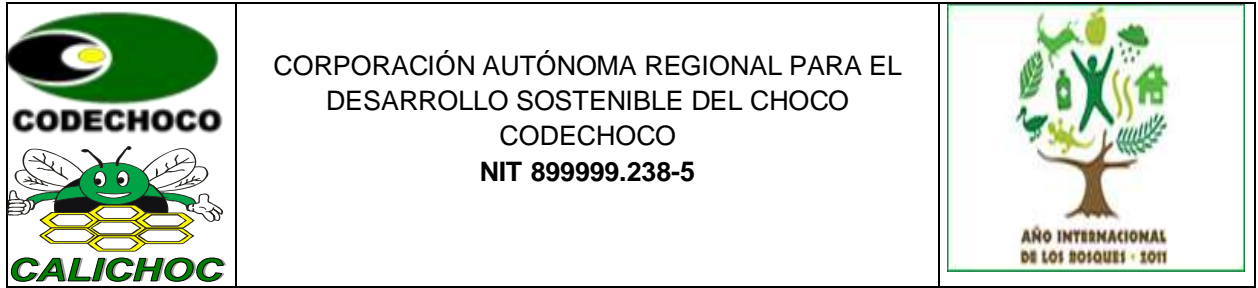 CODECHOCO
CALICHOC
CORPORACIÓN AUTÓNOMA REGIONAL PARA EL
DESARROLLO SOSTENIBLE DEL CHOCO
CODECHOCO
NIT 899999.238-5
AÑO INTERNACIONAL
DE LOS BOSQUES · 2011